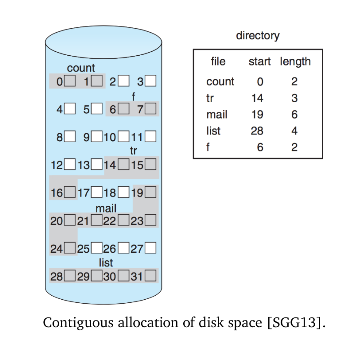 directory
file start length
count 0 2
tr 14 3
mail 19 6
list 28 4
f 6 2
count
0 1 2 3
f
4 5 6 7
8 9 10 11
tr
12 13 14 15
16 17 18 19
mail
20 21 22 23
24 25 26 27
list
28 29 30 31
Contiguous allocation of disk space [SGG13].